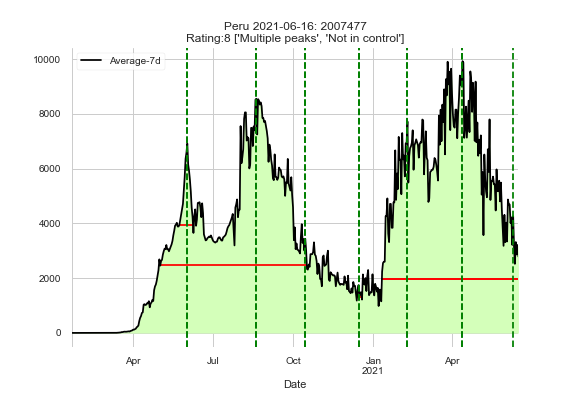 Peru 2021-06-16: 2007477
Rating:8 ['Multiple peaks', 'Not in control']
Average-7d
10000
8000
6000
4000
2000
0
Apr Jul Oct Jan Apr
2021
Date